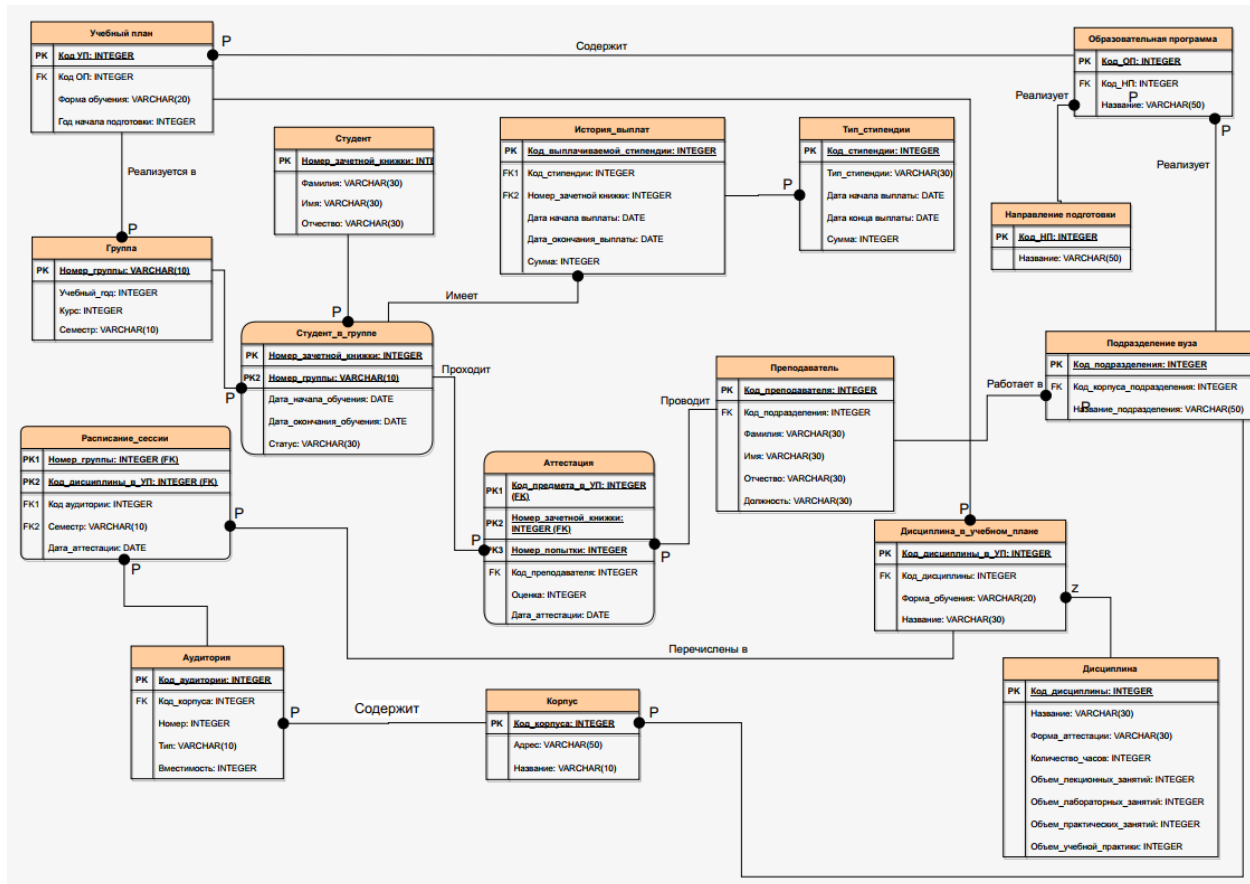 Учебный план
PK Код УП: INTEGER
FK Код ОП: INTEGER
Форма обучения: VARCHAR(20)
Год начала подготовки: INTEGER
P
Содержит
Образовательная программа
PK Код_ОП: INTEGER
FK Код_НП: INTEGER
P
Название: VARCHAR(50)
Реализует
P
Реализует
Реализуется в
P
Студент
PK Номер_зачетной_книжки: INTE
Фамилия: VARCHAR(30)
Имя: VARCHAR(30)
Отчество: VARCHAR(30)
История_выплат
PK Код_выплачиваемой_стипендии: INTEGER
FK1 Код_стипендии: INTEGER
FK2 Номер_зачетной книжки: INTEGER
Дата начала выплаты: DATE
Дата_окончания_выплаты: DATE
Сумма: INTEGER
P
Тип_стипендии
PK Код_стипендии: INTEGER
Тип_стипендии: VARCHAR(30)
Дата начала выплаты: DATE
Дата конца выплаты: DATE
Сумма: INTEGER
Направление подготовки
PK Код_НП: INTEGER
Название: VARCHAR(50)
Группа
PK Номер_группы: VARCHAR(10)
Учебный_год: INTEGER
Курс: INTEGER
Семестр: VARCHAR(10)
Имеет
P
Студент_в_группе
PK Номер_зачетной_книжки: INTEGER
PK2 Номер_группы: VARCHAR(10)
Дата_начала_обучения: DATE
Дата_окончания_обучения: DATE
Статус: VARCHAR(30)
P
Проходит
Преподаватель
PK Код_преподавателя: INTEGER
FK Код_подразделения: INTEGER
Фамилия: VARCHAR(30)
Имя: VARCHAR(30)
Отчество: VARCHAR(30)
Должность: VARCHAR(30)
Проводит
Работает в
Подразделение вуза
PK Код_подразделения: INTEGER
FK Код_корпуса_подразделения: INTEGER
P
Название_подразделения: VARCHAR(50)
Расписание_сессии
PK1 Номер_группы: INTEGER (FK)
PK2 Код_дисциплины_в_УП: INTEGER (FK)
FK1 Код аудитории: INTEGER
FK2 Семестр: VARCHAR(10)
Дата_аттестации: DATE
P
P
Аттестация
PK1 Код_предмета_в_УП: INTEGER
(FK)
PK2 Номер_зачетной_книжки:
INTEGER (FK)
PK3 Номер_попытки: INTEGER
FK Код_преподавателя: INTEGER
Оценка: INTEGER
Дата_аттестации: DATE
P
P
P
Дисциплина_в_учебном_плане
PK Код_дисциплины_в_УП: INTEGER
FK Код_дисциплины: INTEGER
Форма_обучения: VARCHAR(20)
Название: VARCHAR(30)
Z
Перечислены в
Аудитория
PK Код_аудитории: INTEGER
FK Код_корпуса: INTEGER
Номер: INTEGER
Тип: VARCHAR(10)
Вместимость: INTEGER
P
Содержит
Корпус
PK Код_корпуса: INTEGER
Адрес: VARCHAR(50)
Название: VARCHAR(10)
P
Дисциплина
PK Код_дисциплины: INTEGER
Название: VARCHAR(30)
Форма_аттестации: VARCHAR(30)
Количество_часов: INTEGER
Объем_лекционных_занятий: INTEGER
Объем_лабораторных_занятий: INTEGER
Объем_практических_занятий: INTEGER
Объем_учебной_практики: INTEGER